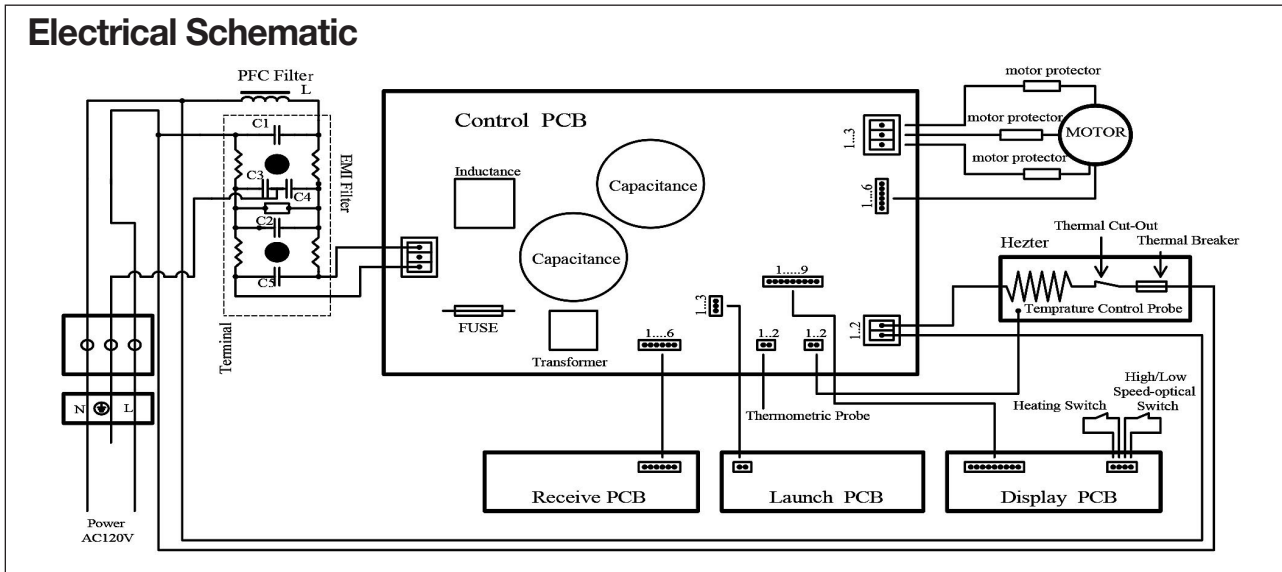 Electrical Schematic
PFC Filter
L
C1
C3
C4
C2
C5
EMI Filter
Terminal
N
L
Power
AC120V
Control PCB
Inductance
Capacitance
Capacitance
FUSE
Transformer
1....6
1...3
1.....9
1..2
1..2
1..2
1...3
1....6
motor protector
motor protector
motor protector
MOTOR
Thermal Cut-Out
Thermal Breaker
Hezter
Temprature Control Probe
Thermometric Probe
High/Low
Speed-optical
Switch
Heating Switch
Receive PCB
Launch PCB
Display PCB